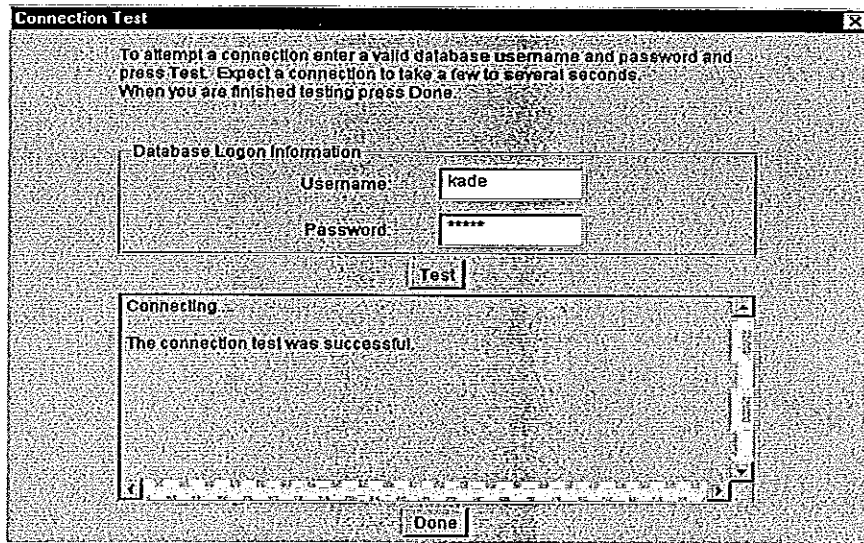 Connection Test
To attempt a connection enter a valid database username and password and
press Test. Expect a connection to take a few to several seconds.
When you are finished testing press Done.
Database Logon Information
Username: kade
Password: *****
Test
Connecting...
The connection test was successful.
Done